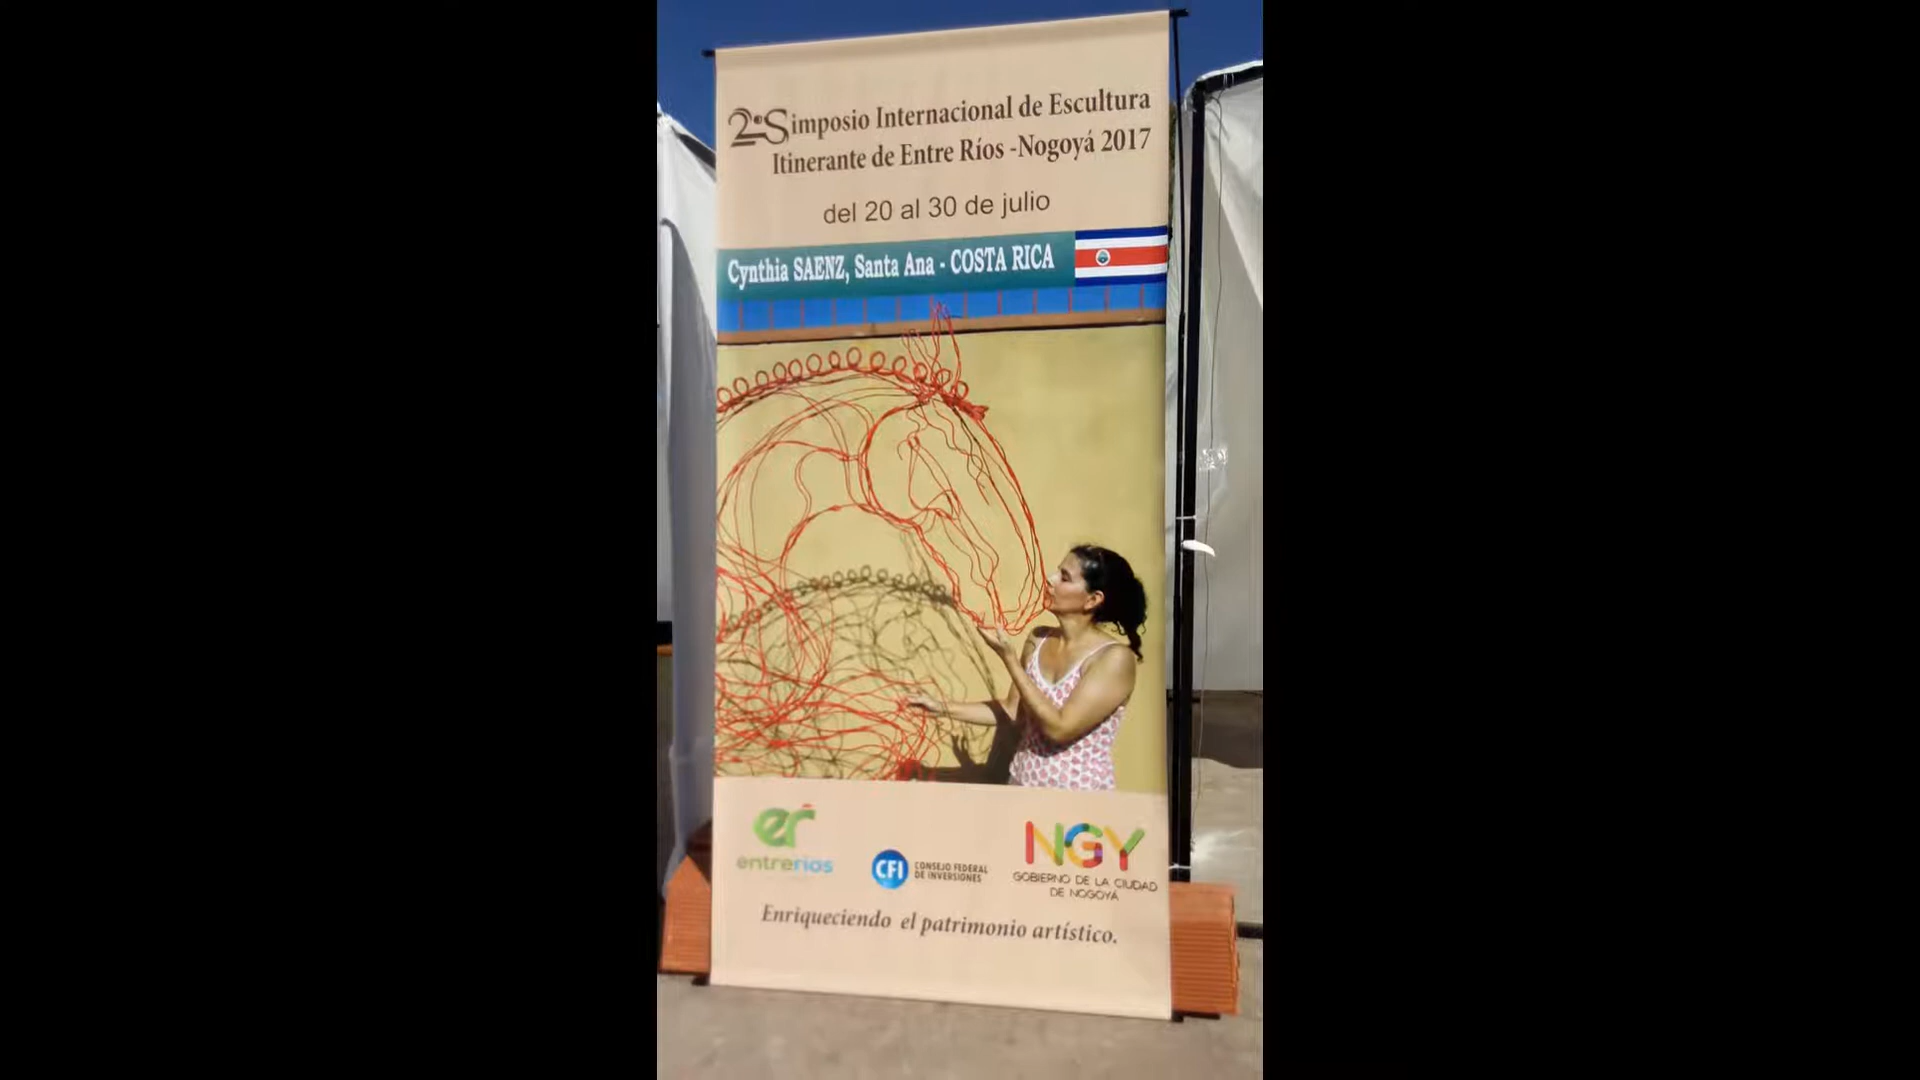 2º Simposio Internacional de Escultura
Itinerante de Entre Ríos -Nogoyá 2017
del 20 al 30 de julio
Cynthia SAENZ, Santa Ana - COSTA RICA
er
entreríos
CFI CONSEJO FEDERAL
DE INVERSIONES
NGY
GOBIERNO DE LA CIUDAD
DE NOGOYÁ
Enriqueciendo el patrimonio artístico.